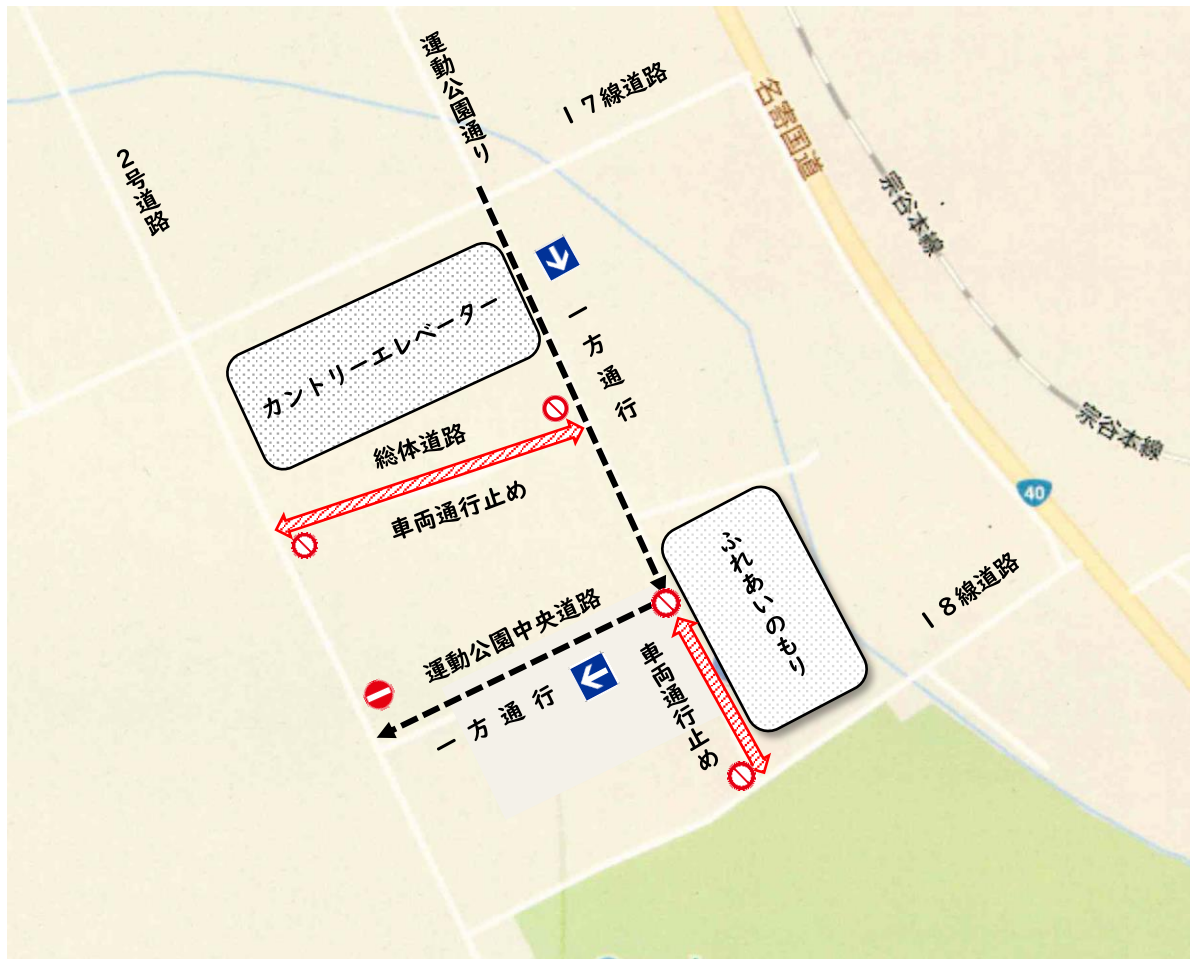 運動公園通り
17線道路
名寄国道
2号道路
宗谷本線
カントリーエレベーター
一方通行
総体道路
車両通行止め
宗谷本線
40
ふれあいのもり
18線道路
運動公園中央道路
一方通行
車両通行止め